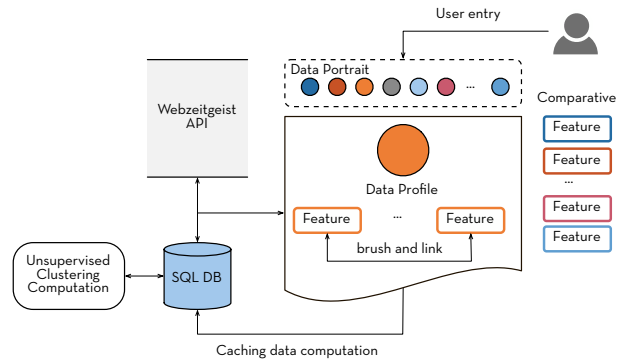 User entry
Data Portrait
...
Webzeitgeist
API
Comparative
Feature
Feature
...
Feature
Feature
Data Profile
Feature
...
Feature
brush and link
Unsupervised
Clustering
Computation
SQL DB
Caching data computation